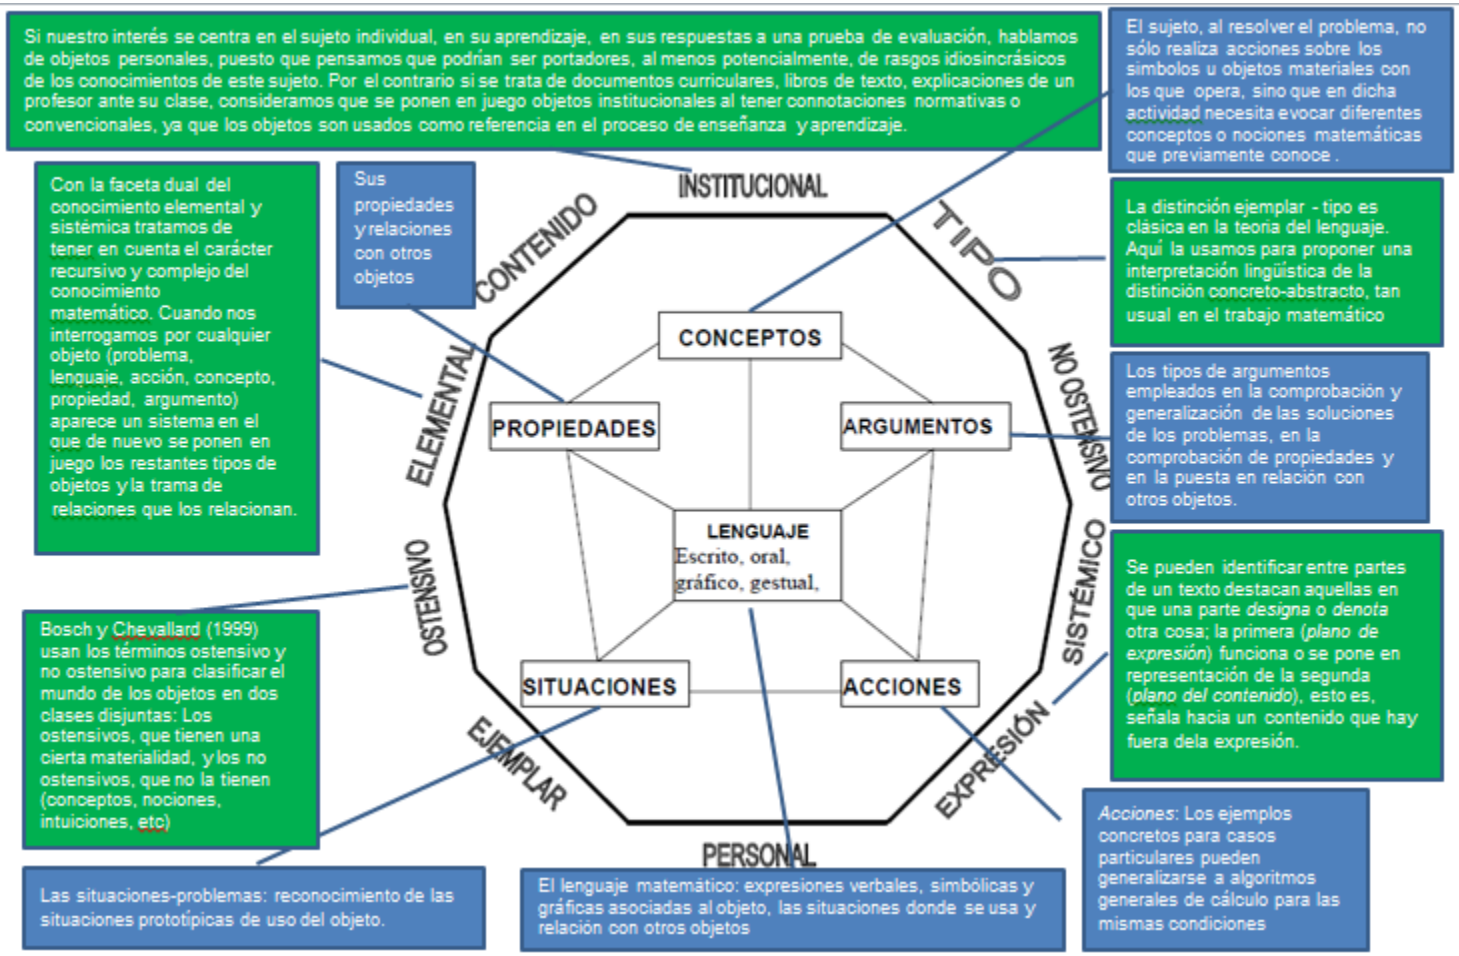 Si nuestro interés se centra en el sujeto individual, en su aprendizaje, en sus respuestas a una prueba de evaluación, hablamos
de objetos personales, puesto que pensamos que podrían ser portadores, al menos potencialmente, de rasgos idiosincrásicos
de los conocimientos de este sujeto. Por el contrario si se trata de documentos curriculares, libros de texto, explicaciones de un
profesor ante su clase, consideramos que se ponen en juego objetos institucionales al tener connotaciones normativas o
convencionales, ya que los objetos son usados como referencia en el proceso de enseñanza y aprendizaje.
El sujeto, al resolver el problema, no
sólo realiza acciones sobre los
simbolos u objetos materiales con
los que opera, sino que en dicha
actividad necesita evocar diferentes
conceptos o nociones matemáticas
que previamente conoce .
Con la faceta dual del
conocimiento elemental y
sistémica tratamos de
tener en cuenta el carácter
recursivo y complejo del
conocimiento
matemático. Cuando nos
interrogamos por cualquier
objeto (problema,
lenguaje, acción, concepto,
propiedad, argumento)
aparece un sistema en el
que de nuevo se ponen en
juego los restantes tipos de
objetos y la trama de
relaciones que los relacionan.
Sus
propiedades
y relaciones
con otros
objetos
INSTITUCIONAL
CONTENIDO
TIPO
La distinción ejemplar - tipo es
clásica en la teoría del lenguaje.
Aquí la usamos para proponer una
interpretación lingüística de la
distinción concreto-abstracto, tan
usual en el trabajo matemático
CONCEPTOS
ELEMENTAL
NO OSTENSIVO
PROPIEDADES
ARGUMENTOS
Los tipos de argumentos
empleados en la comprobación y
generalización de las soluciones
de los problemas, en la
comprobación de propiedades y
en la puesta en relación con
otros objetos.
LENGUAJE
Escrito, oral,
gráfico, gestual,
OSTENSIVO
SISTÉMICO
Se pueden identificar entre partes
de un texto destacan aquellas en
que una parte designa o denota
otra cosa; la primera (plano de
expresión) funciona o se pone en
representación de la segunda
(plano del contenido), esto es,
señala hacia un contenido que hay
fuera dela expresión.
Bosch y Chevallard (1999)
usan los términos ostensivo y
no ostensivo para clasificar el
mundo de los objetos en dos
clases disjuntas: Los
ostensivos, que tienen una
cierta materialidad, y los no
ostensivos, que no la tienen
(conceptos, nociones,
intuiciones, etc)
SITUACIONES
ACCIONES
EJEMPLAR
EXPRESIÓN
PERSONAL
Acciones: Los ejemplos
concretos para casos
particulares pueden
generalizarse a algoritmos
generales de cálculo para las
mismas condiciones
Las situaciones-problemas: reconocimiento de las
situaciones prototípicas de uso del objeto.
El lenguaje matemático: expresiones verbales, simbólicas y
gráficas asociadas al objeto, las situaciones donde se usa y
relación con otros objetos